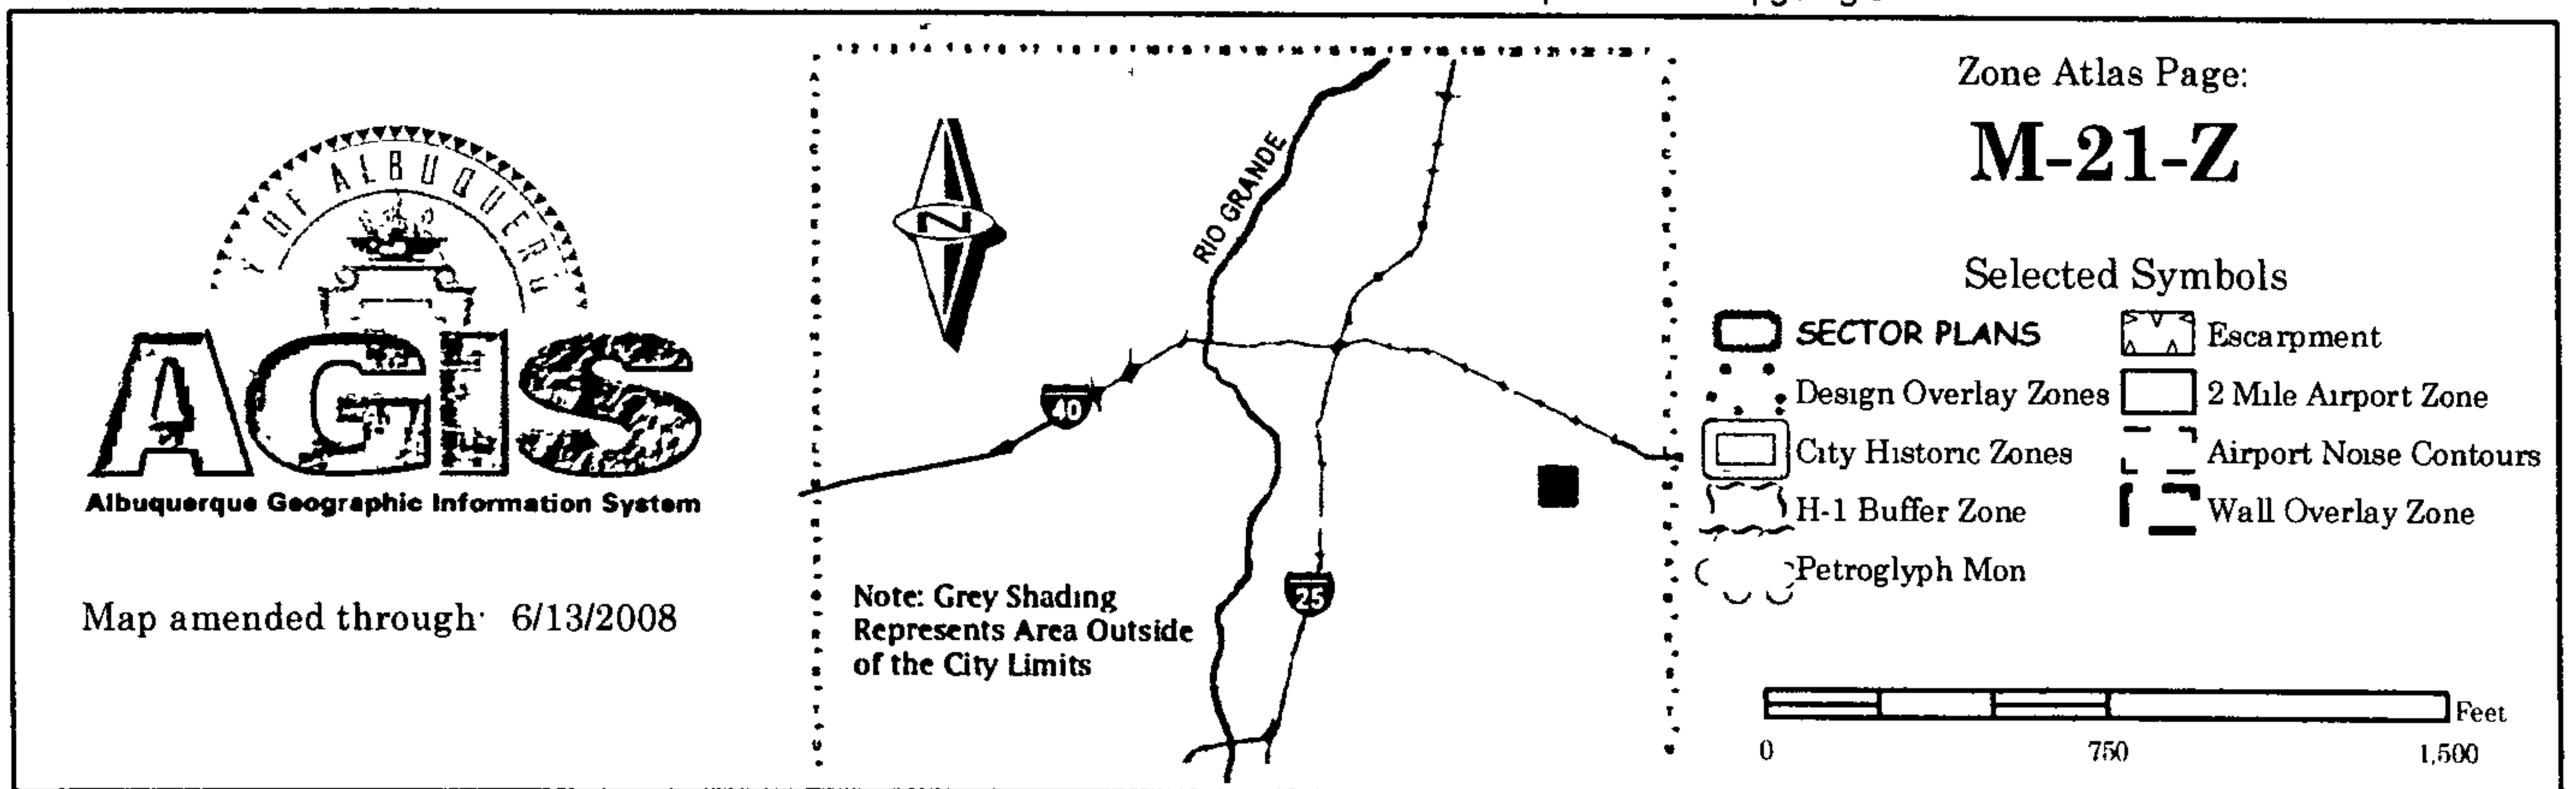 Y OF ALBUQUERQ
AGIS
Albuquerque Geographic Information System
Map amended through: 6/13/2008
N
RIO GRANDE
40
25
Note: Grey Shading
Represents Area Outside
of the City Limits
Zone Atlas Page:
M-21-Z
Selected Symbols
SECTOR PLANS
Escarpment
Design Overlay Zones
2 Mile Airport Zone
City Historic Zones
Airport Noise Contours
H-1 Buffer Zone
Wall Overlay Zone
Petroglyph Mon
Feet
0 750 1,500